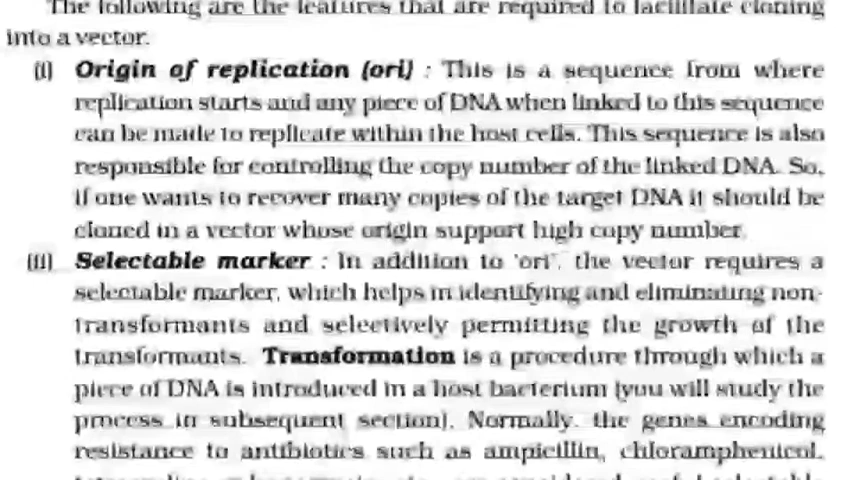 The following are the features that are required to facilitate cloning
into a vector.
(i) Origin of replication (ori) : This is a sequence from where
replication starts and any piece of DNA when linked to this sequence
can be made to replicate within the host cells. This sequence is also
responsible for controlling the copy number of the linked DNA. So,
if one wants to recover many copies of the target DNA it should be
cloned in a vector whose origin support high copy number.
(ii) Selectable marker : In addition to 'ori', the vector requires a
selectable marker, which helps in identifying and eliminating non-
transformants and selectively permitting the growth of the
transformants. Transformation is a procedure through which a
piece of DNA is introduced in a host bacterium (you will study the
process in subsequent section). Normally, the genes encoding
resistance to antibiotics such as ampicillin, chloramphenicol,